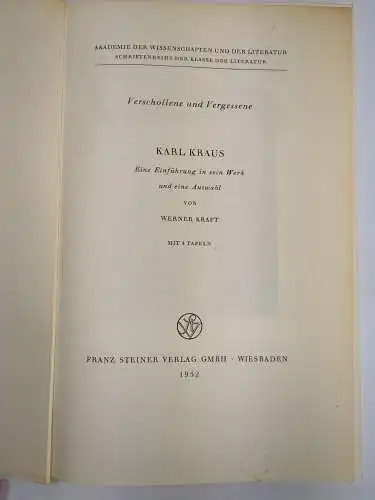 AKADEMIE DER WISSENSCHAFTEN UND DER LITERATUR
SCHRIFTENREIHE DER KLASSE DER LITERATUR
Verschollene und Vergessene
KARL KRAUS
Eine Einführung in sein Werk
und eine Auswahl
VON
WERNER KRAFT
MIT 8 TAFELN
FRANZ STEINER VERLAG GMBH · WIESBADEN
1952